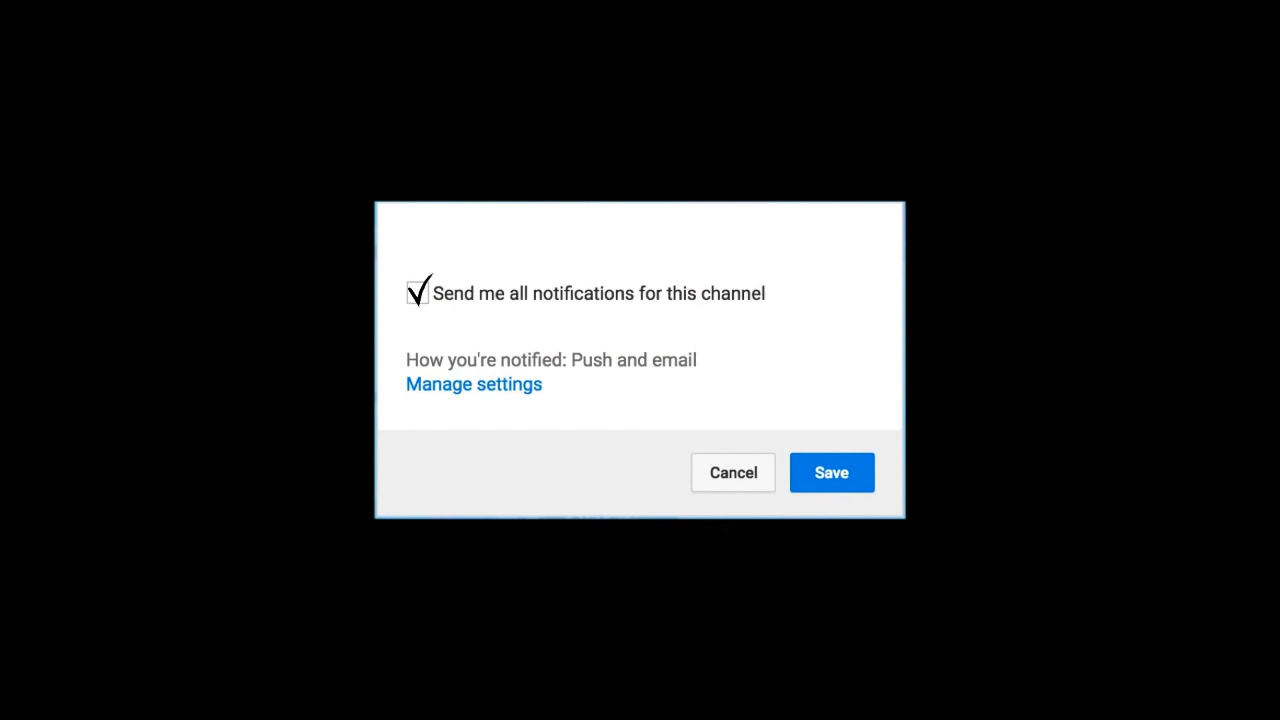 Send me all notifications for this channel
How you're notified: Push and email
Manage settings
Cancel
Save